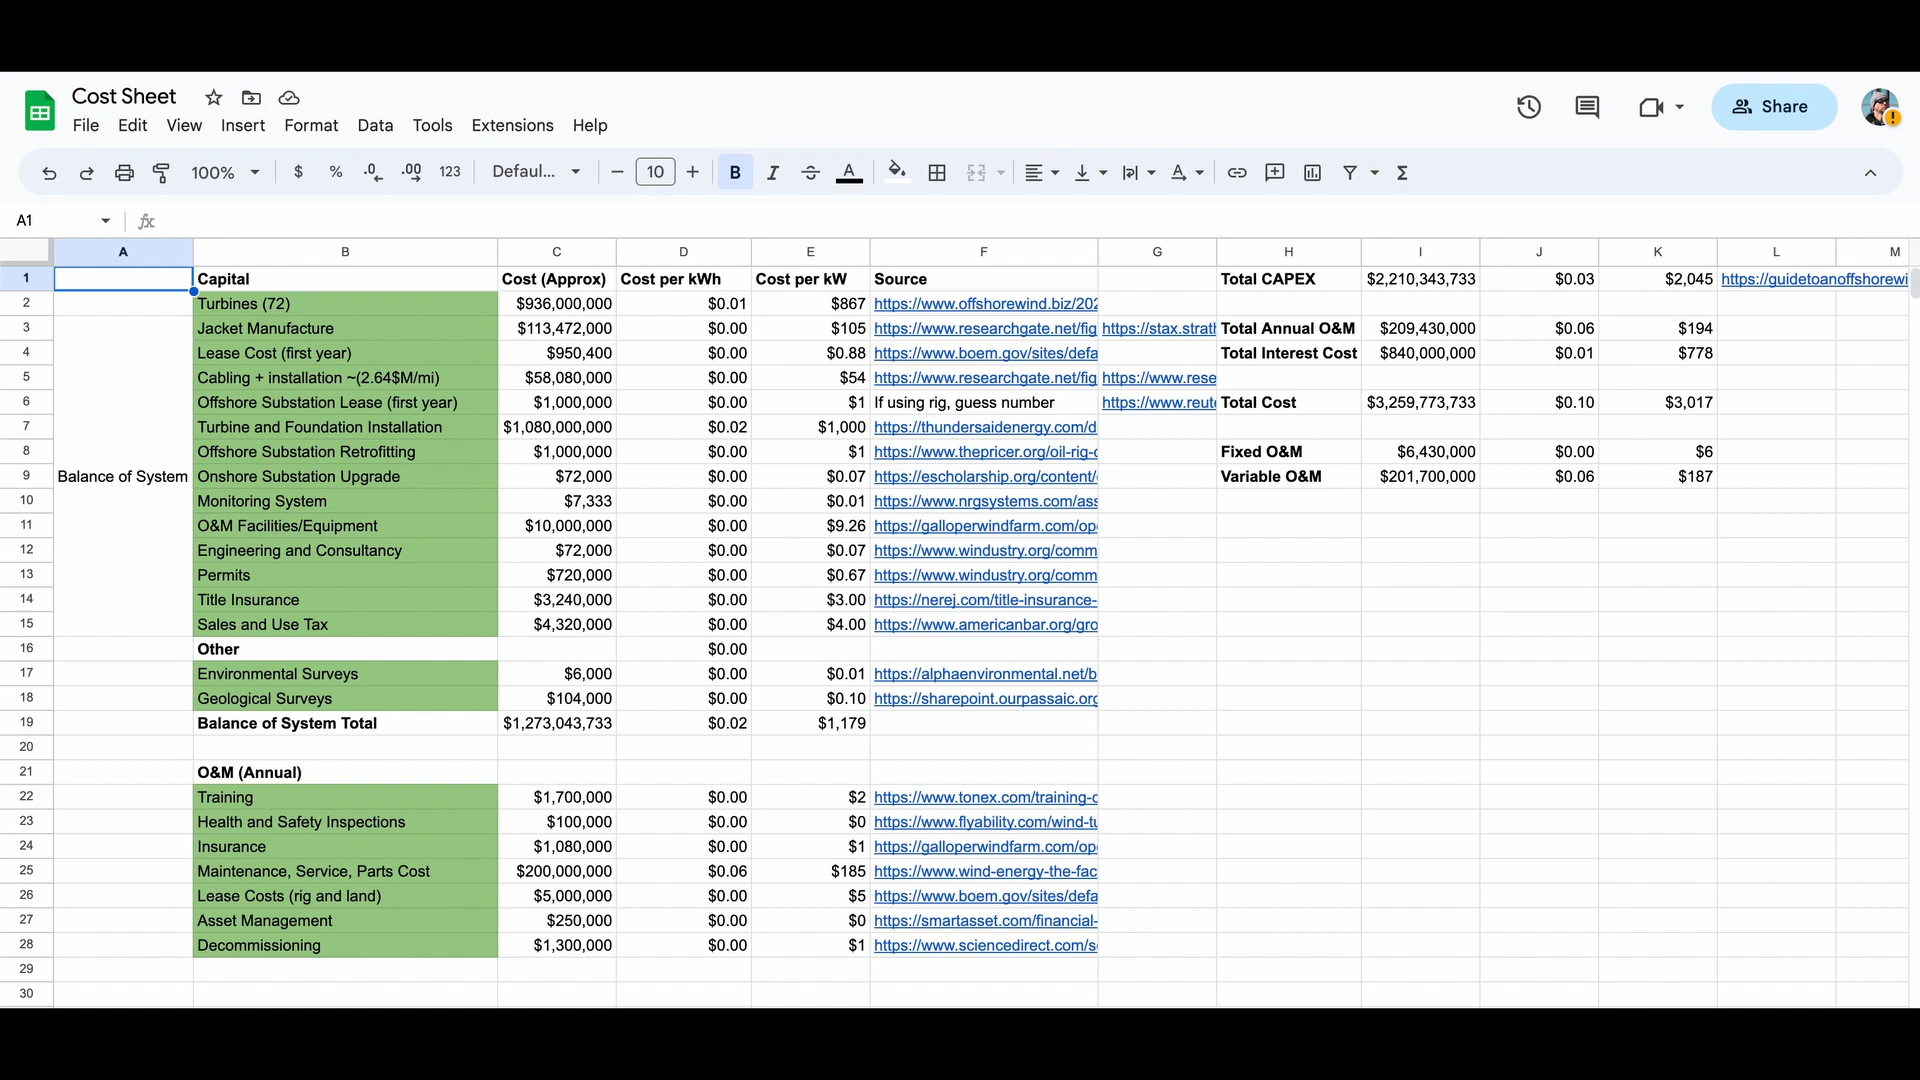 Cost Sheet
File Edit View Insert Format Data Tools Extensions Help
Share
100% $ % .0 .00 123 Defaul... 10 B I A
A1 fx
A B C D E F G H I J K L M
1 Capital Cost (Approx) Cost per kWh Cost per kW Source Total CAPEX $2,210,343,733 $0.03 $2,045 https://guidetoanoffshorewi
2 Turbines (72) $936,000,000 $0.01 $867 https://www.offshorewind.biz/202
3 Jacket Manufacture $113,472,000 $0.00 $105 https://www.researchgate.net/fig https://stax.strath Total Annual O&M $209,430,000 $0.06 $194
4 Lease Cost (first year) $950,400 $0.00 $0.88 https://www.boem.gov/sites/defa Total Interest Cost $840,000,000 $0.01 $778
5 Cabling + installation ~(2.64$M/mi) $58,080,000 $0.00 $54 https://www.researchgate.net/fig https://www.rese
6 Offshore Substation Lease (first year) $1,000,000 $0.00 $1 If using rig, guess number https://www.reute Total Cost $3,259,773,733 $0.10 $3,017
7 Turbine and Foundation Installation $1,080,000,000 $0.02 $1,000 https://thundersaidenergy.com/d
8 Offshore Substation Retrofitting $1,000,000 $0.00 $1 https://www.thepricer.org/oil-rig-c Fixed O&M $6,430,000 $0.00 $6
9 Balance of System Onshore Substation Upgrade $72,000 $0.00 $0.07 https://escholarship.org/content/ Variable O&M $201,700,000 $0.06 $187
10 Monitoring System $7,333 $0.00 $0.01 https://www.nrgsystems.com/ass
11 O&M Facilities/Equipment $10,000,000 $0.00 $9.26 https://galloperwindfarm.com/op
12 Engineering and Consultancy $72,000 $0.00 $0.07 https://www.windustry.org/comm
13 Permits $720,000 $0.00 $0.67 https://www.windustry.org/comm
14 Title Insurance $3,240,000 $0.00 $3.00 https://nerej.com/title-insurance-
15 Sales and Use Tax $4,320,000 $0.00 $4.00 https://www.americanbar.org/gro
16 Other $0.00
17 Environmental Surveys $6,000 $0.00 $0.01 https://alphaenvironmental.net/b
18 Geological Surveys $104,000 $0.00 $0.10 https://sharepoint.ourpassaic.org
19 Balance of System Total $1,273,043,733 $0.02 $1,179
20
21 O&M (Annual)
22 Training $1,700,000 $0.00 $2 https://www.tonex.com/training-c
23 Health and Safety Inspections $100,000 $0.00 $0 https://www.flyability.com/wind-tu
24 Insurance $1,080,000 $0.00 $1 https://galloperwindfarm.com/op
25 Maintenance, Service, Parts Cost $200,000,000 $0.06 $185 https://www.wind-energy-the-fac
26 Lease Costs (rig and land) $5,000,000 $0.00 $5 https://www.boem.gov/sites/defa
27 Asset Management $250,000 $0.00 $0 https://smartasset.com/financial-
28 Decommissioning $1,300,000 $0.00 $1 https://www.sciencedirect.com/s
29
30